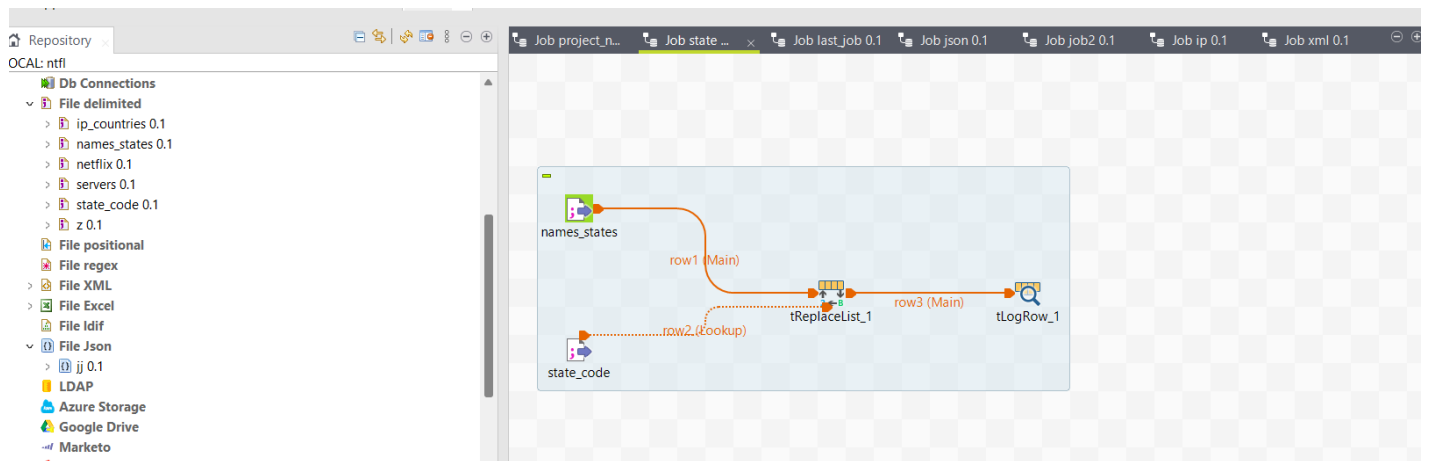 Repository
OCAL: ntfl
Db Connections
File delimited
ip_countries 0.1
names_states 0.1
netflix 0.1
servers 0.1
state_code 0.1
z 0.1
File positional
File regex
File XML
File Excel
File ldif
File Json
jj 0.1
LDAP
Azure Storage
Google Drive
Marketo
Job project_n...
Job state ...
Job last_job 0.1
Job json 0.1
Job job2 0.1
Job ip 0.1
Job xml 0.1
names_states
row1 (Main)
row3 (Main)
tReplaceList_1
tLogRow_1
row2 (Lookup)
state_code